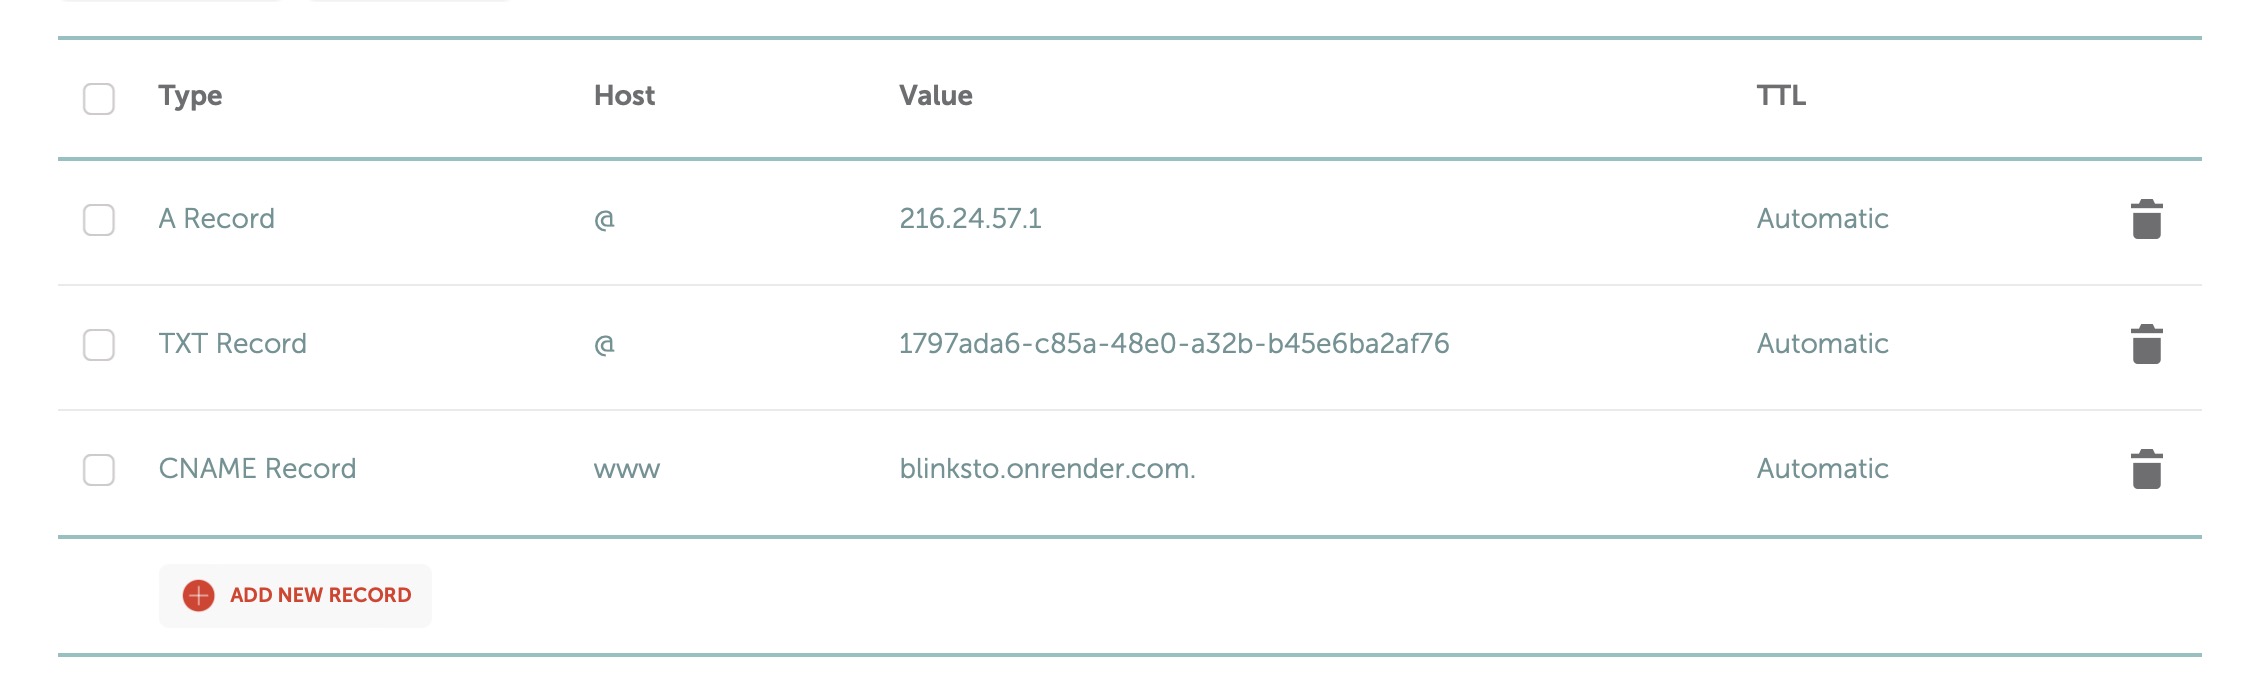 Type Host Value TTL
A Record @ 216.24.57.1 Automatic
TXT Record @ 1797ada6-c85a-48e0-a32b-b45e6ba2af76 Automatic
CNAME Record www blinksto.onrender.com. Automatic
ADD NEW RECORD